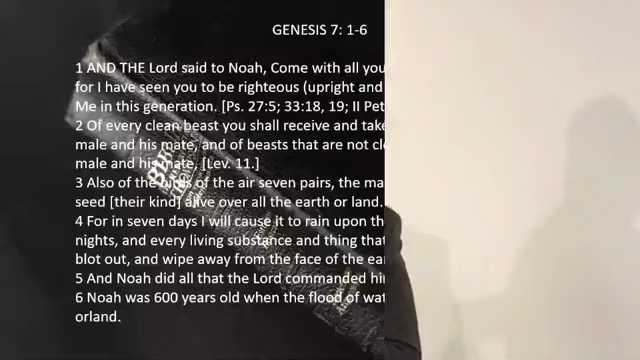 GENESIS 7: 1-6
1 AND THE Lord said to Noah, Come with all you
for I have seen you to be righteous (upright and
Me in this generation. [Ps. 27:5; 33:18, 19; II Pet
2 Of every clean beast you shall receive and take
male and his mate, and of beasts that are not cle
male and his mate, [Lev. 11.]
3 Also of the birds of the air seven pairs, the ma
seed [their kind] alive over all the earth or land.
4 For in seven days I will cause it to rain upon th
nights, and every living substance and thing that
blot out, and wipe away from the face of the ear
5 And Noah did all that the Lord commanded him
6 Noah was 600 years old when the flood of wat
orland.